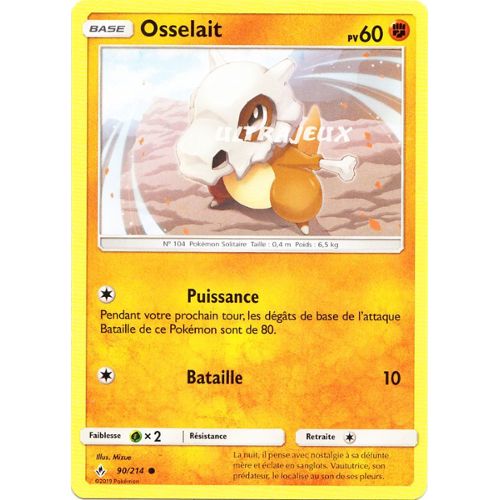 BASE Osselait PV60
ULTRAJEUX
N° 104 Pokémon Solitaire Taille : 0,4 m Poids : 6,5 kg
Puissance
Pendant votre prochain tour, les dégâts de base de l'attaque
Bataille de ce Pokémon sont de 80.
Bataille 10
Faiblesse ×2 Résistance Retraite
Illus. Mizue
90/214
©2019 Pokémon
La nuit, il pense avec nostalgie à sa défunte
mère et éclate en sanglots. Vaututrice, son
prédateur, le localise au son de ses pleurs.